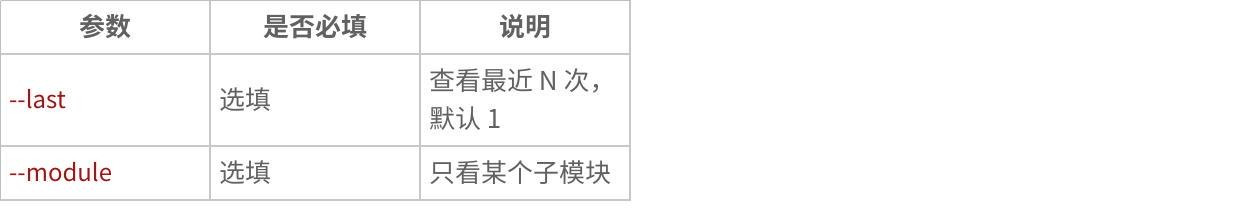 参数 是否必填 说明
--last 选填 查看最近 N 次，
默认 1
--module 选填 只看某个子模块